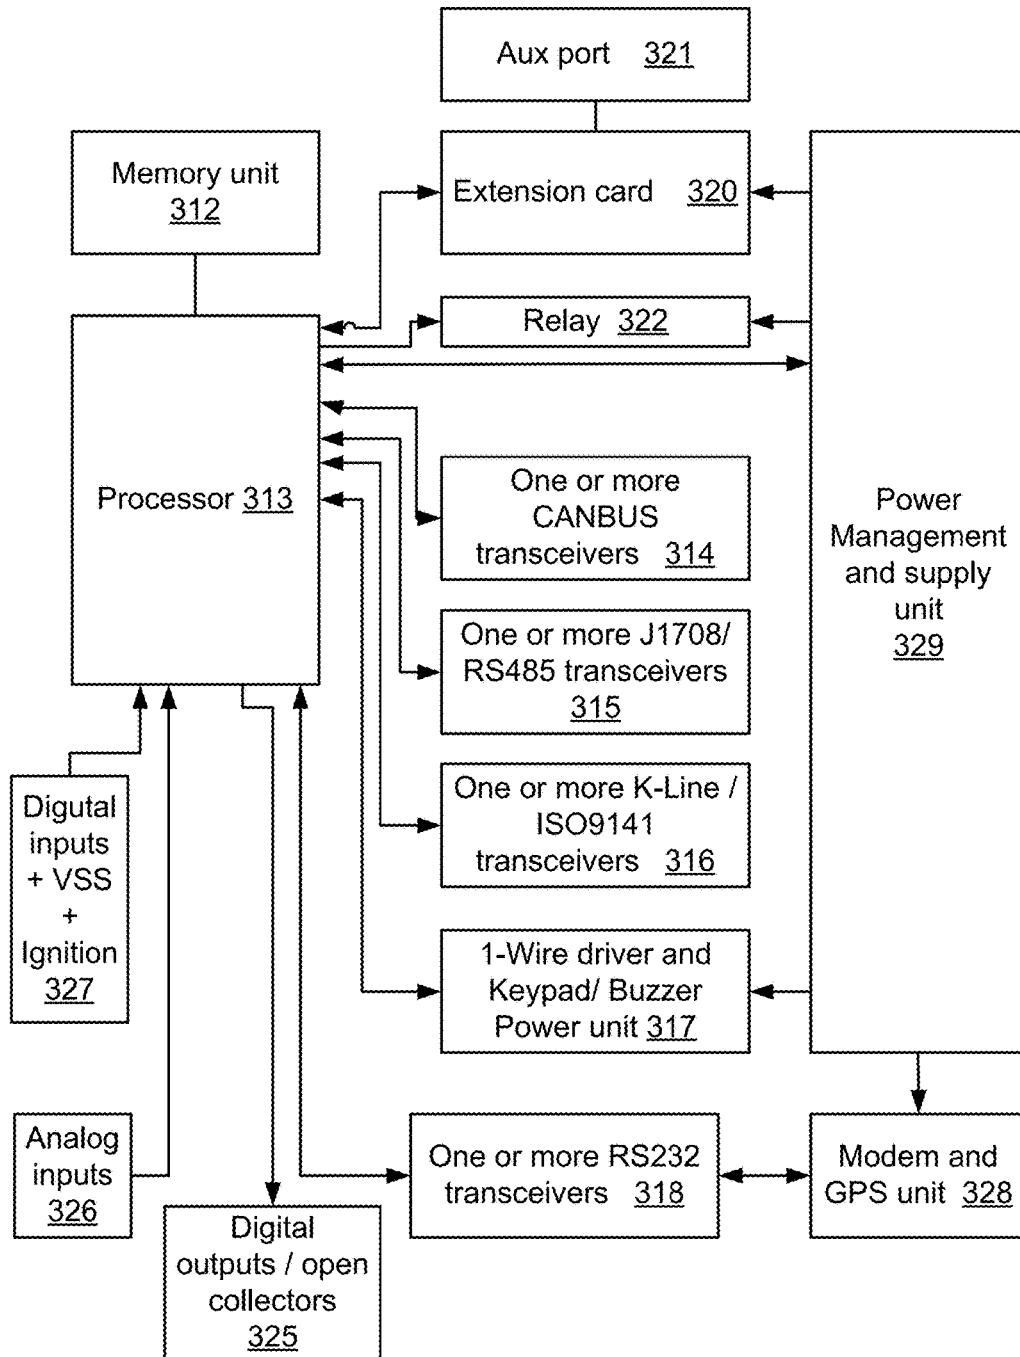 Aux port 321
Memory unit
312
Extension card 320
Relay 322
Processor 313
One or more
CANBUS
transceivers 314
Power
Management
and supply
unit
329
One or more J1708/
RS485 transceivers
315
One or more K-Line /
ISO9141
transceivers 316
Digutal
inputs
+ VSS
+
Ignition
327
1-Wire driver and
Keypad/ Buzzer
Power unit 317
Analog
inputs
326
One or more RS232
transceivers 318
Modem and
GPS unit 328
Digital
outputs / open
collectors
325